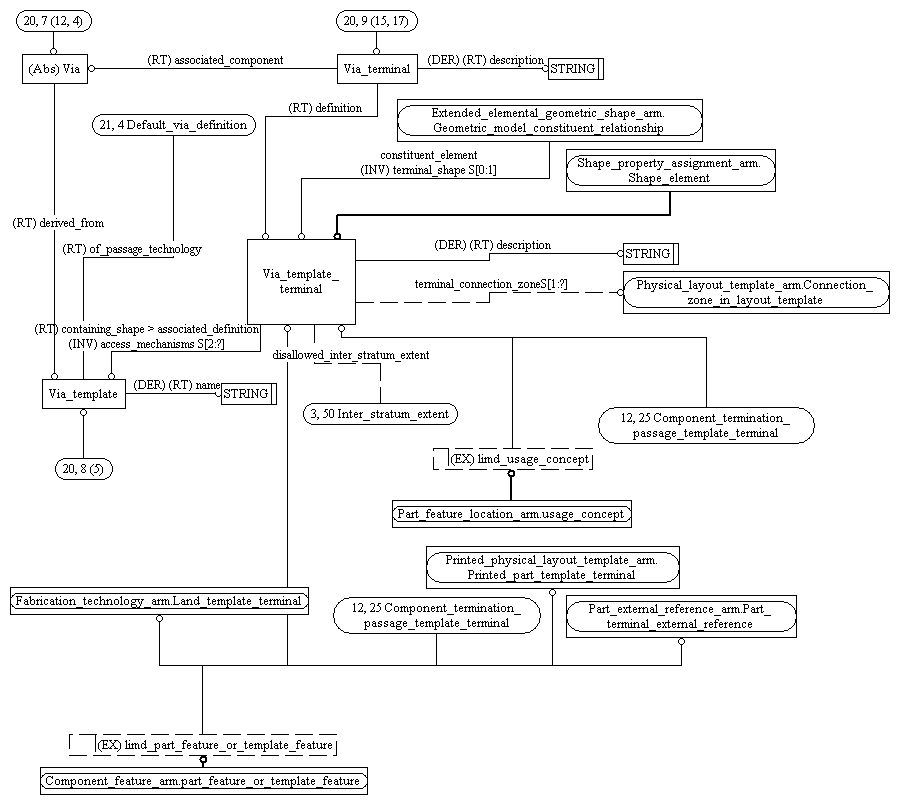 20, 7 (12, 4)
20, 9 (15, 17)
(Abs) Via
(RT) associated_component
Via_terminal
(DER) (RT) description
STRING
(RT) definition
21, 4 Default_via_definition
Extended_elemental_geometric_shape_arm.
Geometric_model_constituent_relationship
constituent_element
(INV) terminal_shape S[0:1]
Shape_property_assignment_arm.
Shape_element
(RT) derived_from
(RT) of_passage_technology
Via_template_
terminal
(DER) (RT) description
STRING
terminal_connection_zoneS[1:?]
Physical_layout_template_arm.Connection_
zone_in_layout_template
(RT) containing_shape > associated_definition
(INV) access_mechanisms S[2:?]
disallowed_inter_stratum_extent
Via_template
(DER) (RT) name
STRING
3, 50 Inter_stratum_extent
12, 25 Component_termination_
passage_template_terminal
20, 8 (5)
(EX) limd_usage_concept
Part_feature_location_arm.usage_concept
Printed_physical_layout_template_arm.
Printed_part_template_terminal
Fabrication_technology_arm.Land_template_terminal
12, 25 Component_termination_
passage_template_terminal
Part_external_reference_arm.Part_
terminal_external_reference
(EX) limd_part_feature_or_template_feature
Component_feature_arm.part_feature_or_template_feature